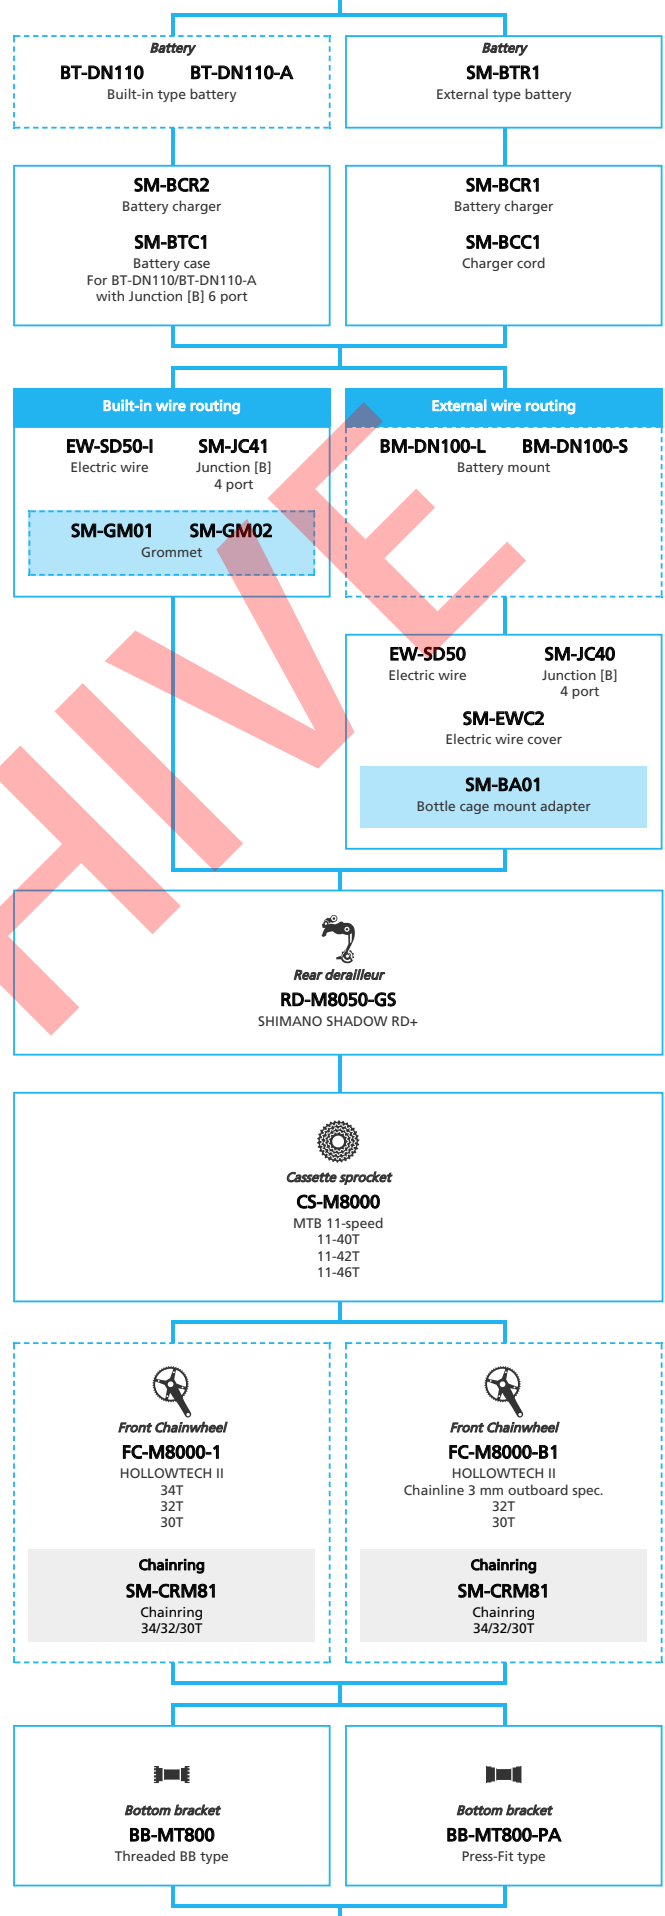 Battery
BT-DN110 BT-DN110-A
Built-in type battery
Battery
SM-BTR1
External type battery
SM-BCR2
Battery charger
SM-BTC1
Battery case
For BT-DN110/BT-DN110-A
with Junction [B] 6 port
SM-BCR1
Battery charger
SM-BCC1
Charger cord
Built-in wire routing
EW-SD50-I SM-JC41
Electric wire Junction [B]
4 port
SM-GM01 SM-GM02
Grommet
External wire routing
BM-DN100-L BM-DN100-S
Battery mount
EW-SD50 SM-JC40
Electric wire Junction [B]
4 port
SM-EWC2
Electric wire cover
SM-BA01
Bottle cage mount adapter
Rear derailleur
RD-M8050-GS
SHIMANO SHADOW RD+
Cassette sprocket
CS-M8000
MTB 11-speed
11-40T
11-42T
11-46T
Front Chainwheel
FC-M8000-1
HOLLOWTECH II
34T
32T
30T
Chainring
SM-CRM81
Chainring
34/32/30T
Front Chainwheel
FC-M8000-B1
HOLLOWTECH II
Chainline 3 mm outboard spec.
32T
30T
Chainring
SM-CRM81
Chainring
34/32/30T
Bottom bracket
BB-MT800
Threaded BB type
Bottom bracket
BB-MT800-PA
Press-Fit type
HIVE